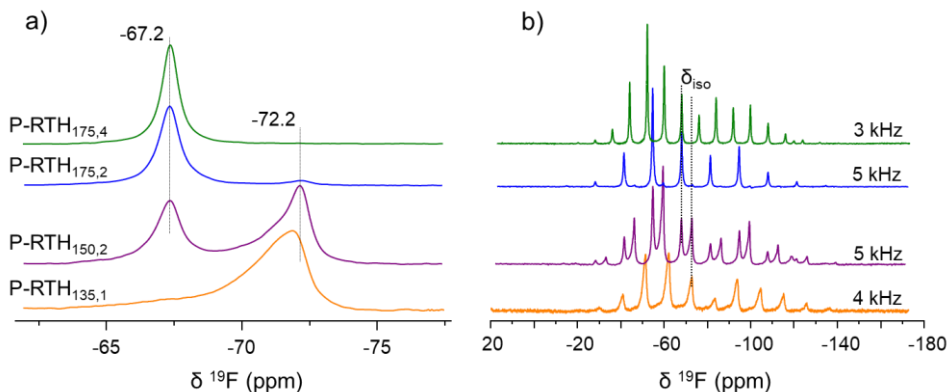 a)
-67.2
-72.2
P-RTH175,4
P-RTH175,2
P-RTH150,2
P-RTH135,1
-65 -70 -75
δ ¹⁹F (ppm)
b)
δiso
3 kHz
5 kHz
5 kHz
4 kHz
20 -20 -60 -100 -140 -180
δ ¹⁹F (ppm)